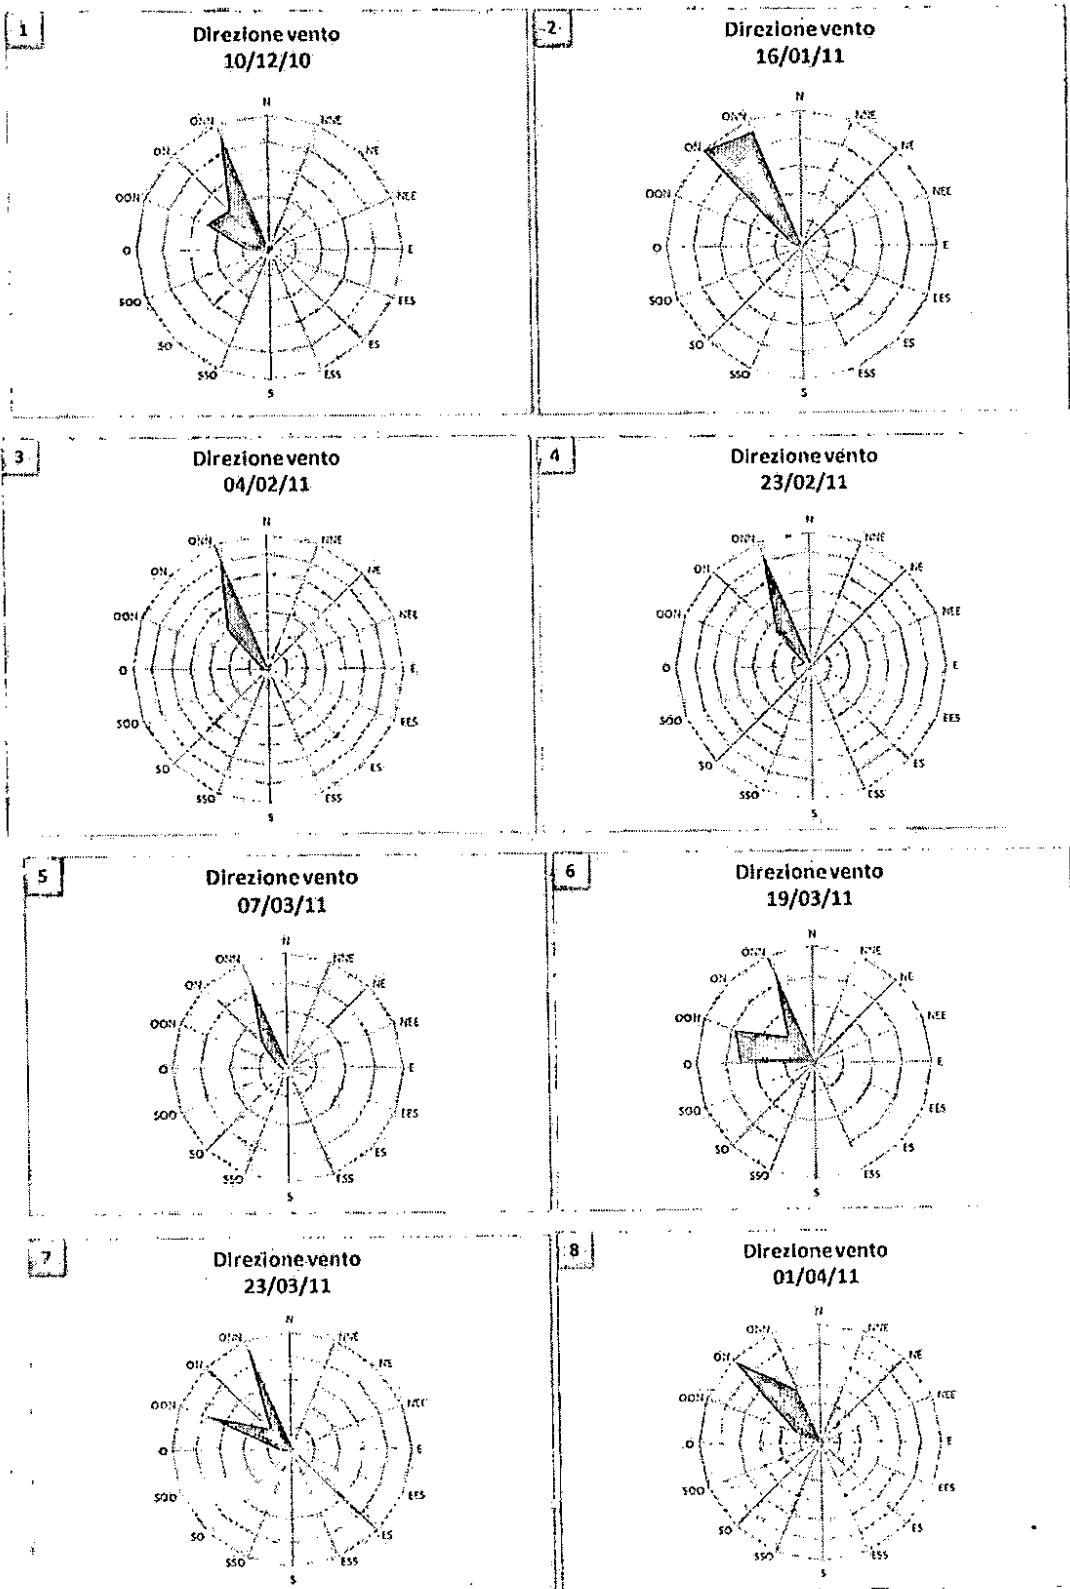 1
Direzione vento
10/12/10
N
ONN NNE
ON NE
OON NEE
O E
SOO EES
SO ES
SSO ESS
S
2
Direzione vento
16/01/11
N
ONN NNE
ON NE
OON NEE
O E
SOO EES
SO ES
SSO ESS
S
3
Direzione vento
04/02/11
N
ONN NNE
ON NE
OON NEE
O E
SOO EES
SO ES
SSO ESS
S
4
Direzione vento
23/02/11
N
ONN NNE
ON NE
OON NEE
O E
SOO EES
SO ES
SSO ESS
S
5
Direzione vento
07/03/11
N
ONN NNE
ON NE
OON NEE
O E
SOO EES
SO ES
SSO ESS
S
6
Direzione vento
19/03/11
N
ONN NNE
ON NE
OON NEE
O E
SOO EES
SO ES
SSO ESS
S
7
Direzione vento
23/03/11
N
ONN NNE
ON NE
OON NEE
O E
SOO EES
SO ES
SSO ESS
S
8
Direzione vento
01/04/11
N
ONN NNE
ON NE
OON NEE
O E
SOO EES
SO ES
SSO ESS
S